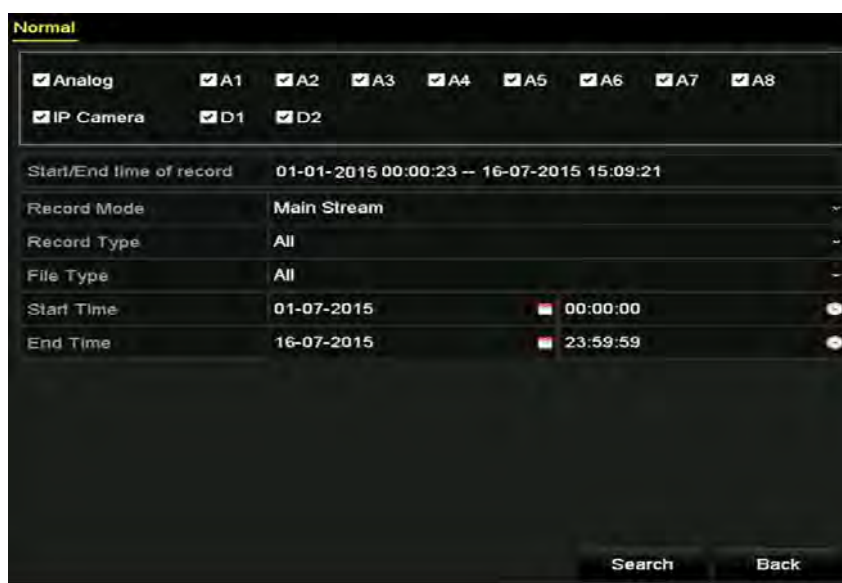 Normal
Analog A1 A2 A3 A4 A5 A6 A7 A8
IP Camera D1 D2
Start/End time of record 01-01-2015 00:00:23 -- 16-07-2015 15:09:21
Record Mode Main Stream
Record Type All
File Type All
Start Time 01-07-2015 00:00:00
End Time 16-07-2015 23:59:59
Search Back